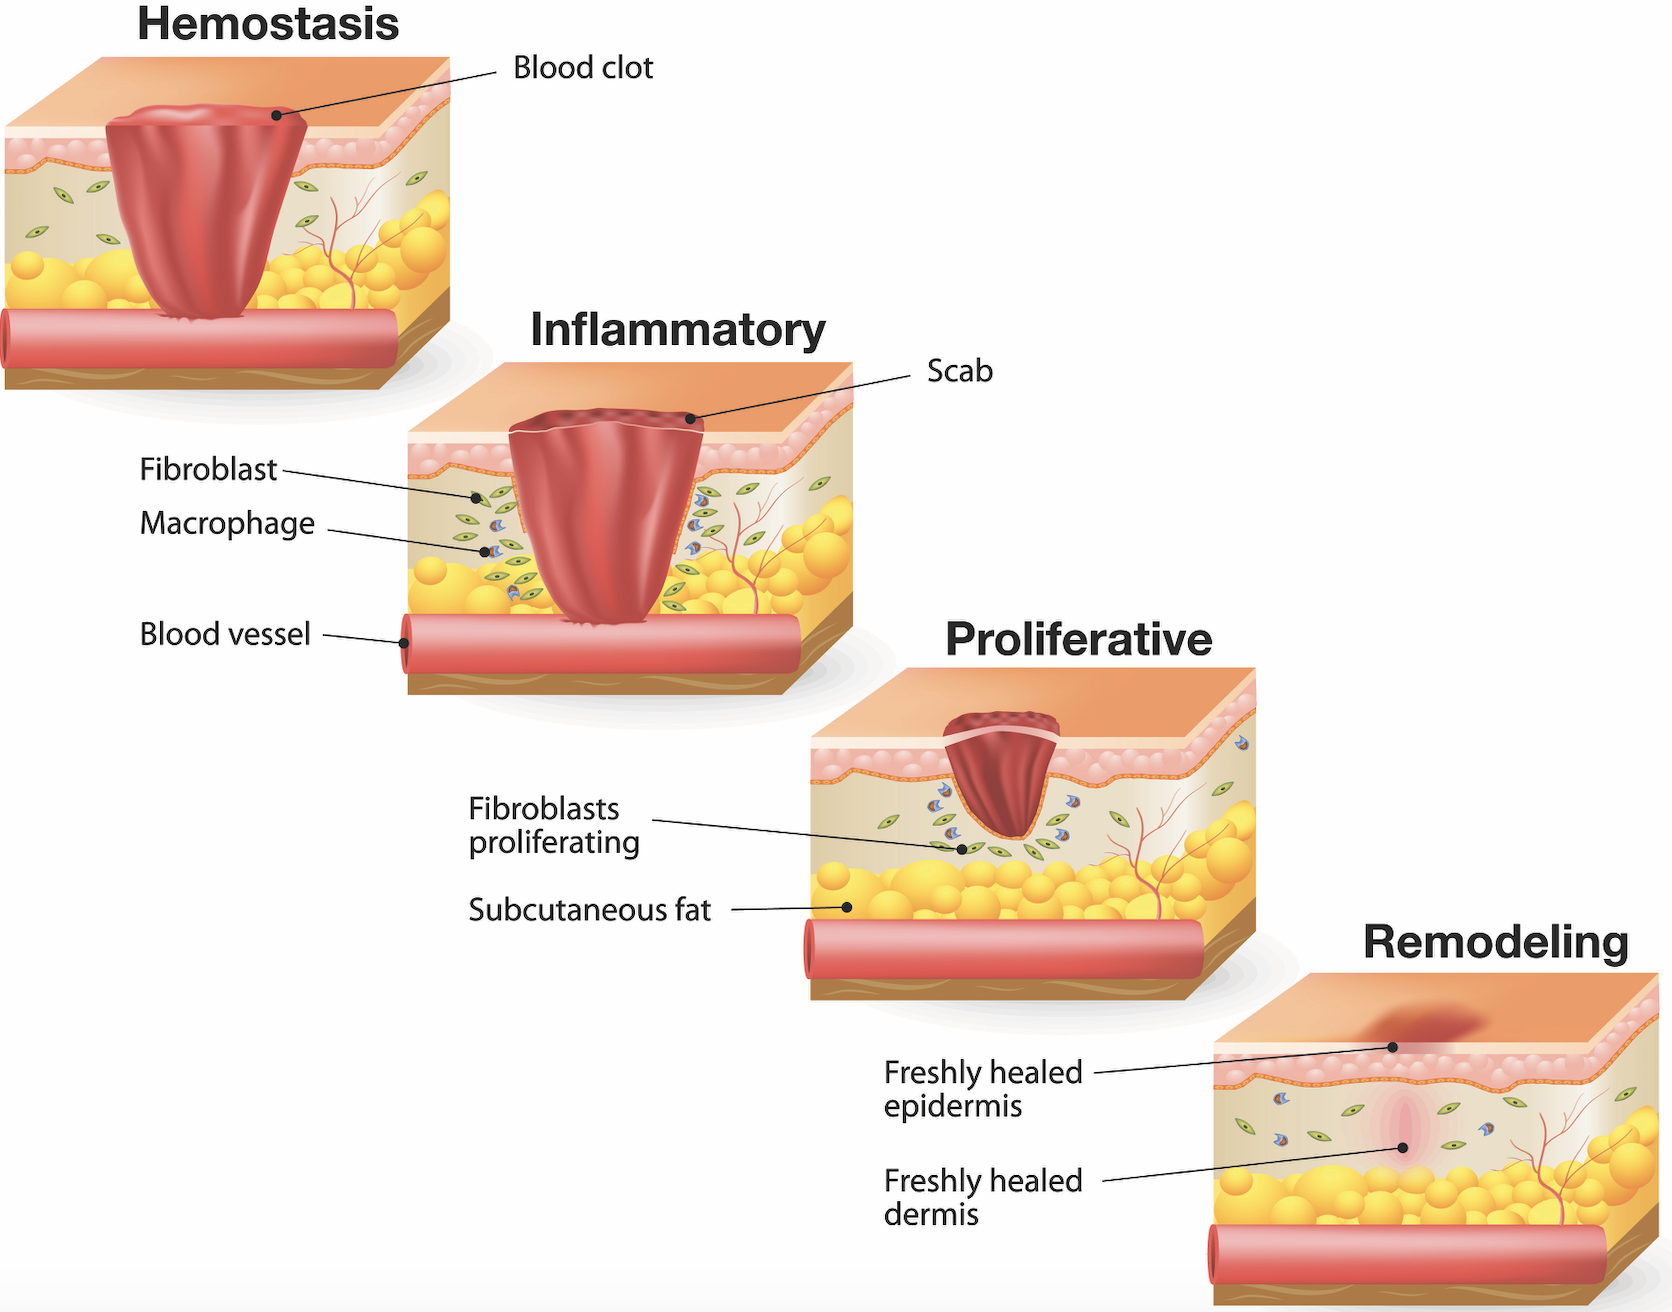 Hemostasis
Blood clot
Inflammatory
Scab
Fibroblast
Macrophage
Blood vessel
Proliferative
Fibroblasts
proliferating
Subcutaneous fat
Remodeling
Freshly healed
epidermis
Freshly healed
dermis